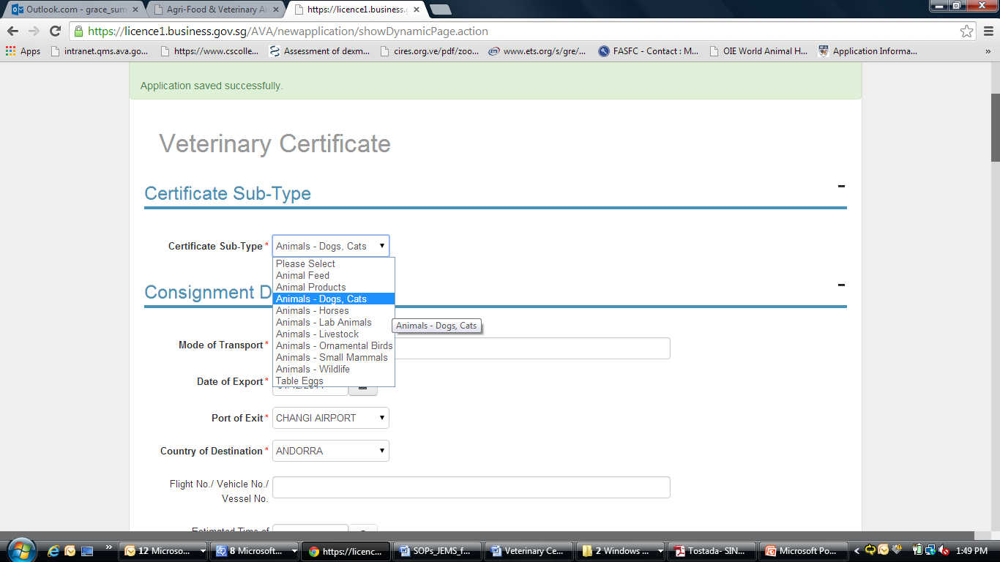 Outlook.com - grace_sum
Agri-Food & Veterinary A
https://licence1.business.g
https://licence1.business.gov.sg/AVA/newapplication/showDynamicPage.action
Apps
intranet.qms.ava.go...
https://www.cscolle...
Assessment of dexm...
cires.org.ve/pdf/zoo...
www.ets.org/s/gre/...
FASFC - Contact : M...
OIE World Animal H...
Application Informa...
»
Application saved successfully.
Veterinary Certificate
Certificate Sub-Type
Certificate Sub-Type * Animals - Dogs, Cats
Please Select
Animal Feed
Animal Products
Animals - Dogs, Cats
Animals - Horses
Animals - Lab Animals
Animals - Livestock
Animals - Ornamental Birds
Animals - Small Mammals
Animals - Wildlife
Table Eggs
Animals - Dogs, Cats
Consignment D
Mode of Transport *
Date of Export *
Port of Exit * CHANGI AIRPORT
Country of Destination * ANDORRA
Flight No./ Vehicle No./
Vessel No.
Estimated Time of
»
12 Microso...
8 Microsoft...
https://licenc...
SOPs_JEMS_f...
Veterinary Ce...
2 Windows ...
Tostada- SIN...
Microsoft Po...
1:49 PM